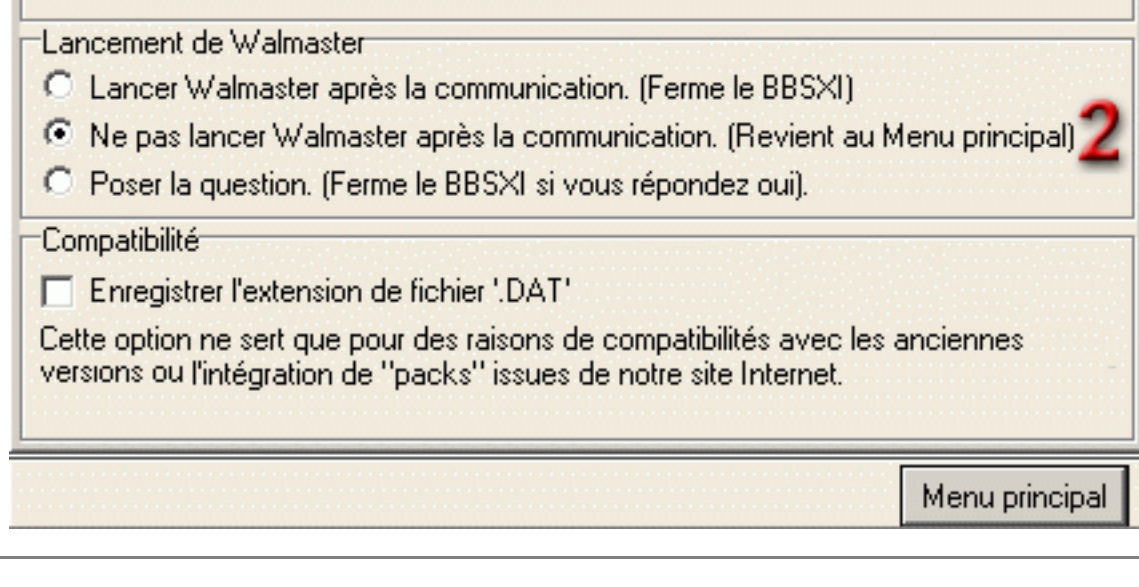 Lancement de Walmaster
Lancer Walmaster après la communication. (Ferme le BBSXI)
Ne pas lancer Walmaster après la communication. (Revient au Menu principal) 2
Poser la question. (Ferme le BBSXI si vous répondez oui).
Compatibilité
Enregistrer l'extension de fichier '.DAT'
Cette option ne sert que pour des raisons de compatibilités avec les anciennes
versions ou l'intégration de "packs" issues de notre site Internet.
Menu principal